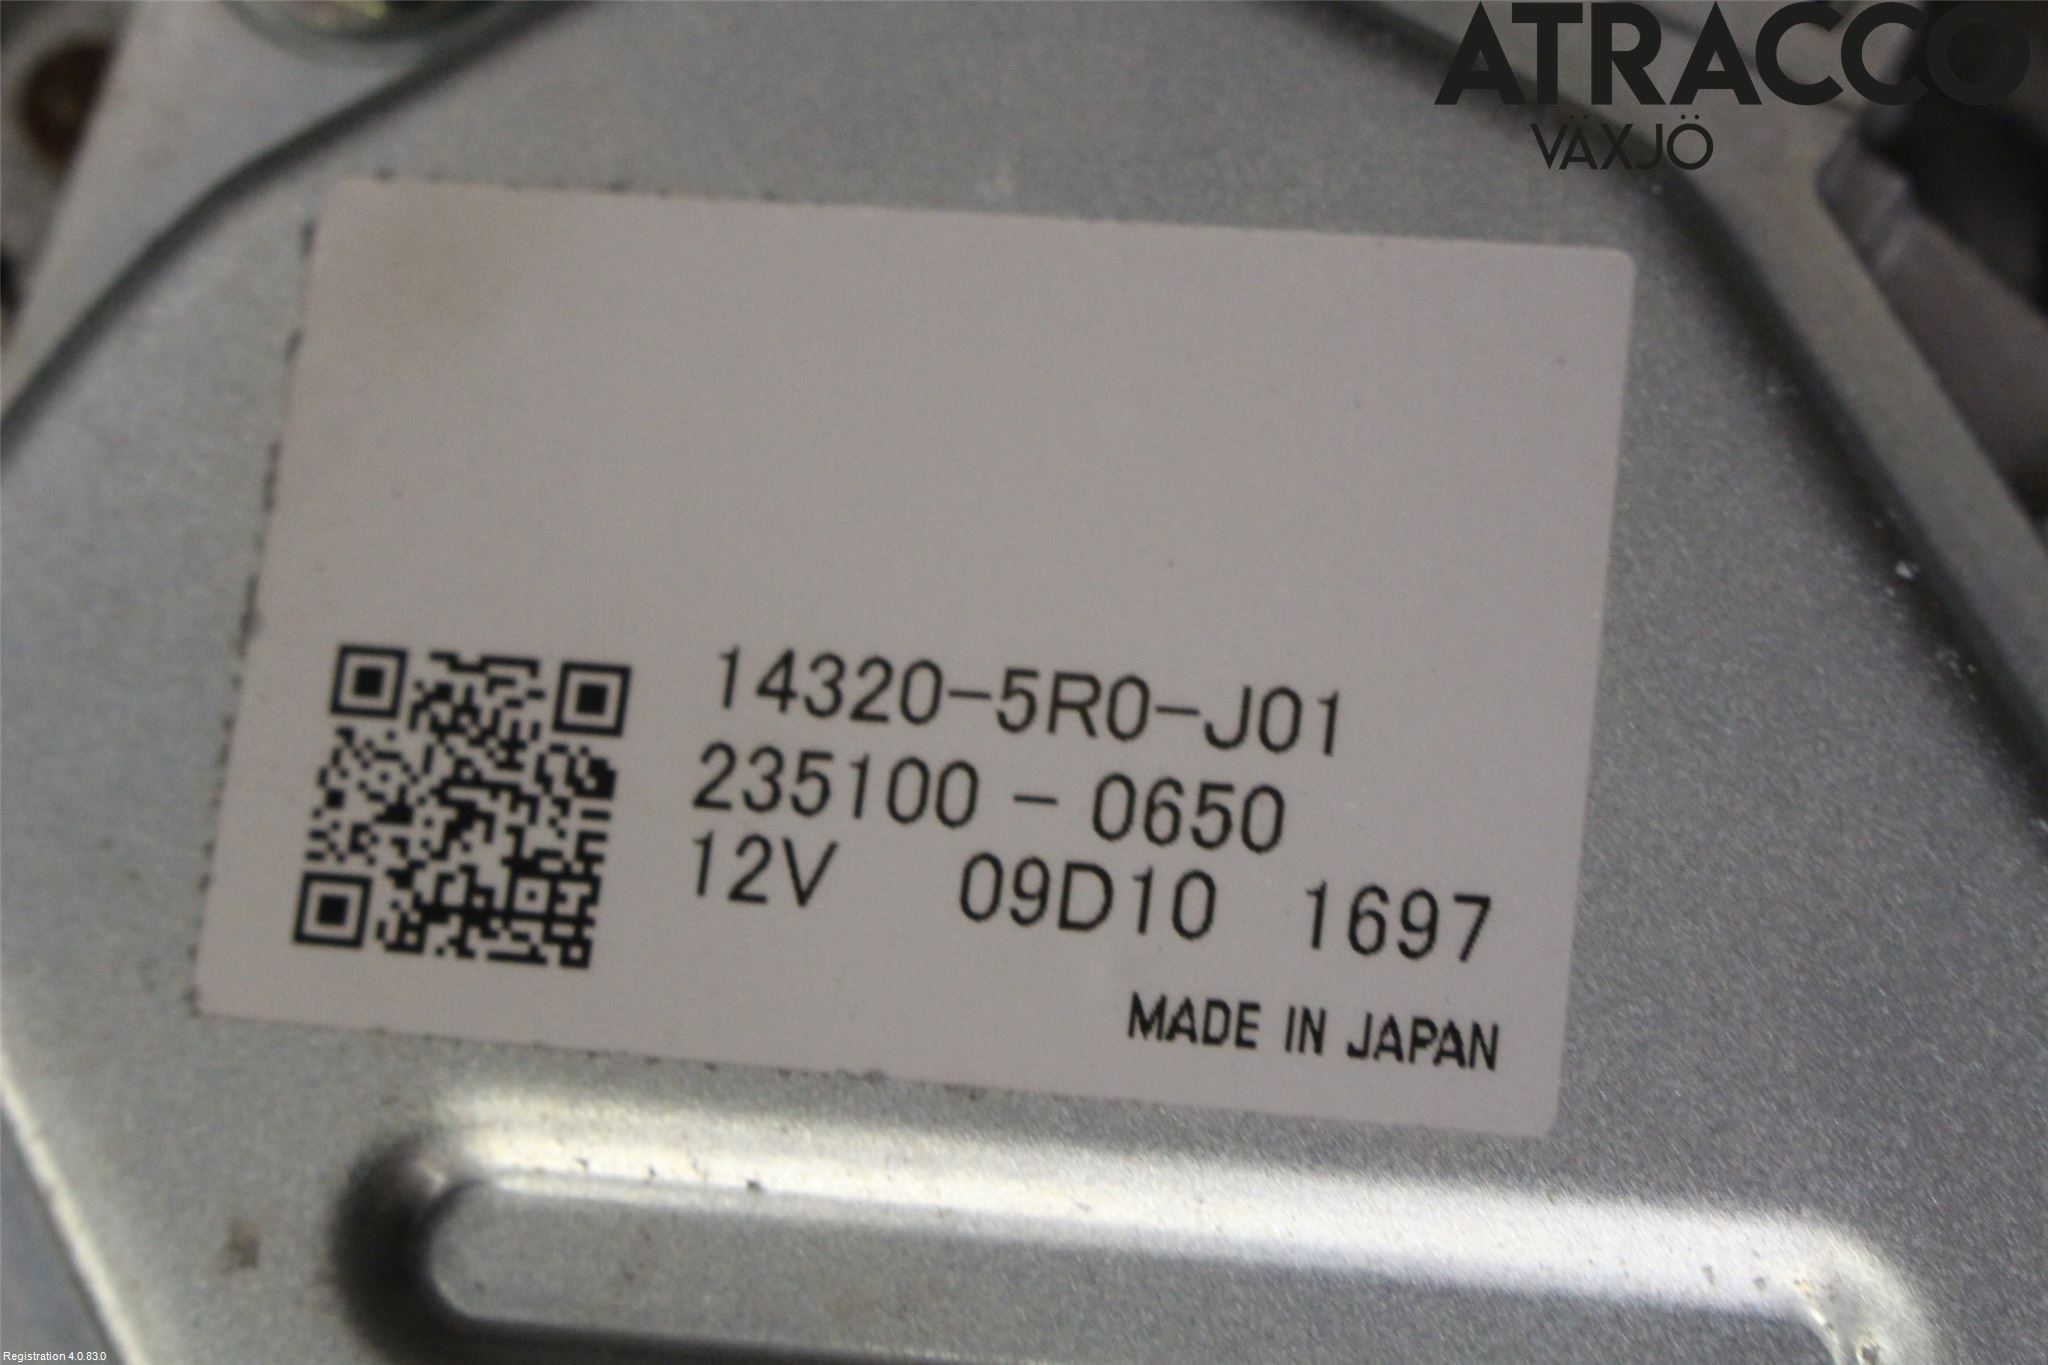 ATRACCO
VÄXJÖ
14320-5R0-J01
235100-0650
12V 09D10 1697
MADE IN JAPAN
Registration 4.0.83.0